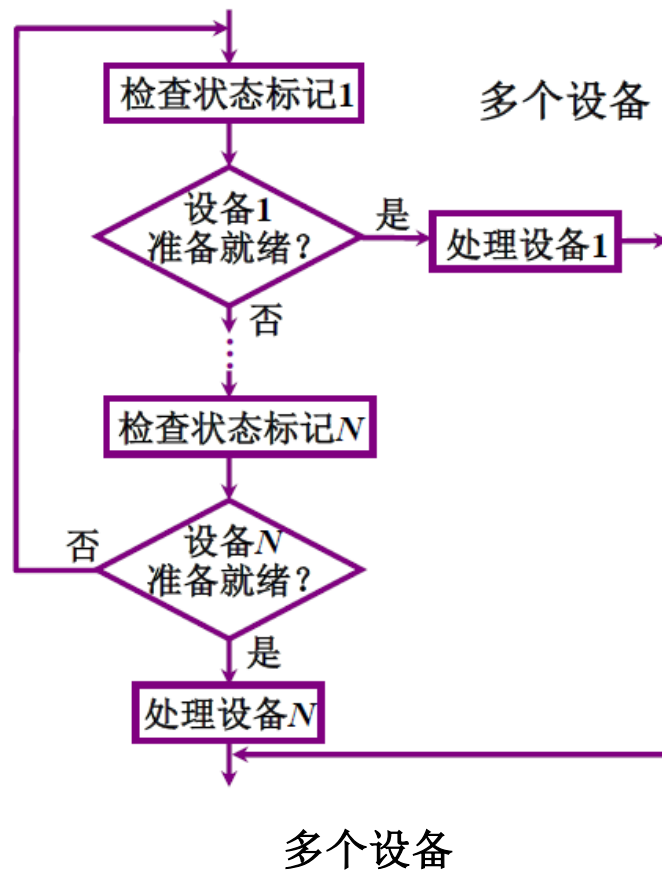 检查状态标记1
多个设备
设备1
准备就绪?
是
处理设备1
否
检查状态标记N
否
设备N
准备就绪?
是
处理设备N
多个设备